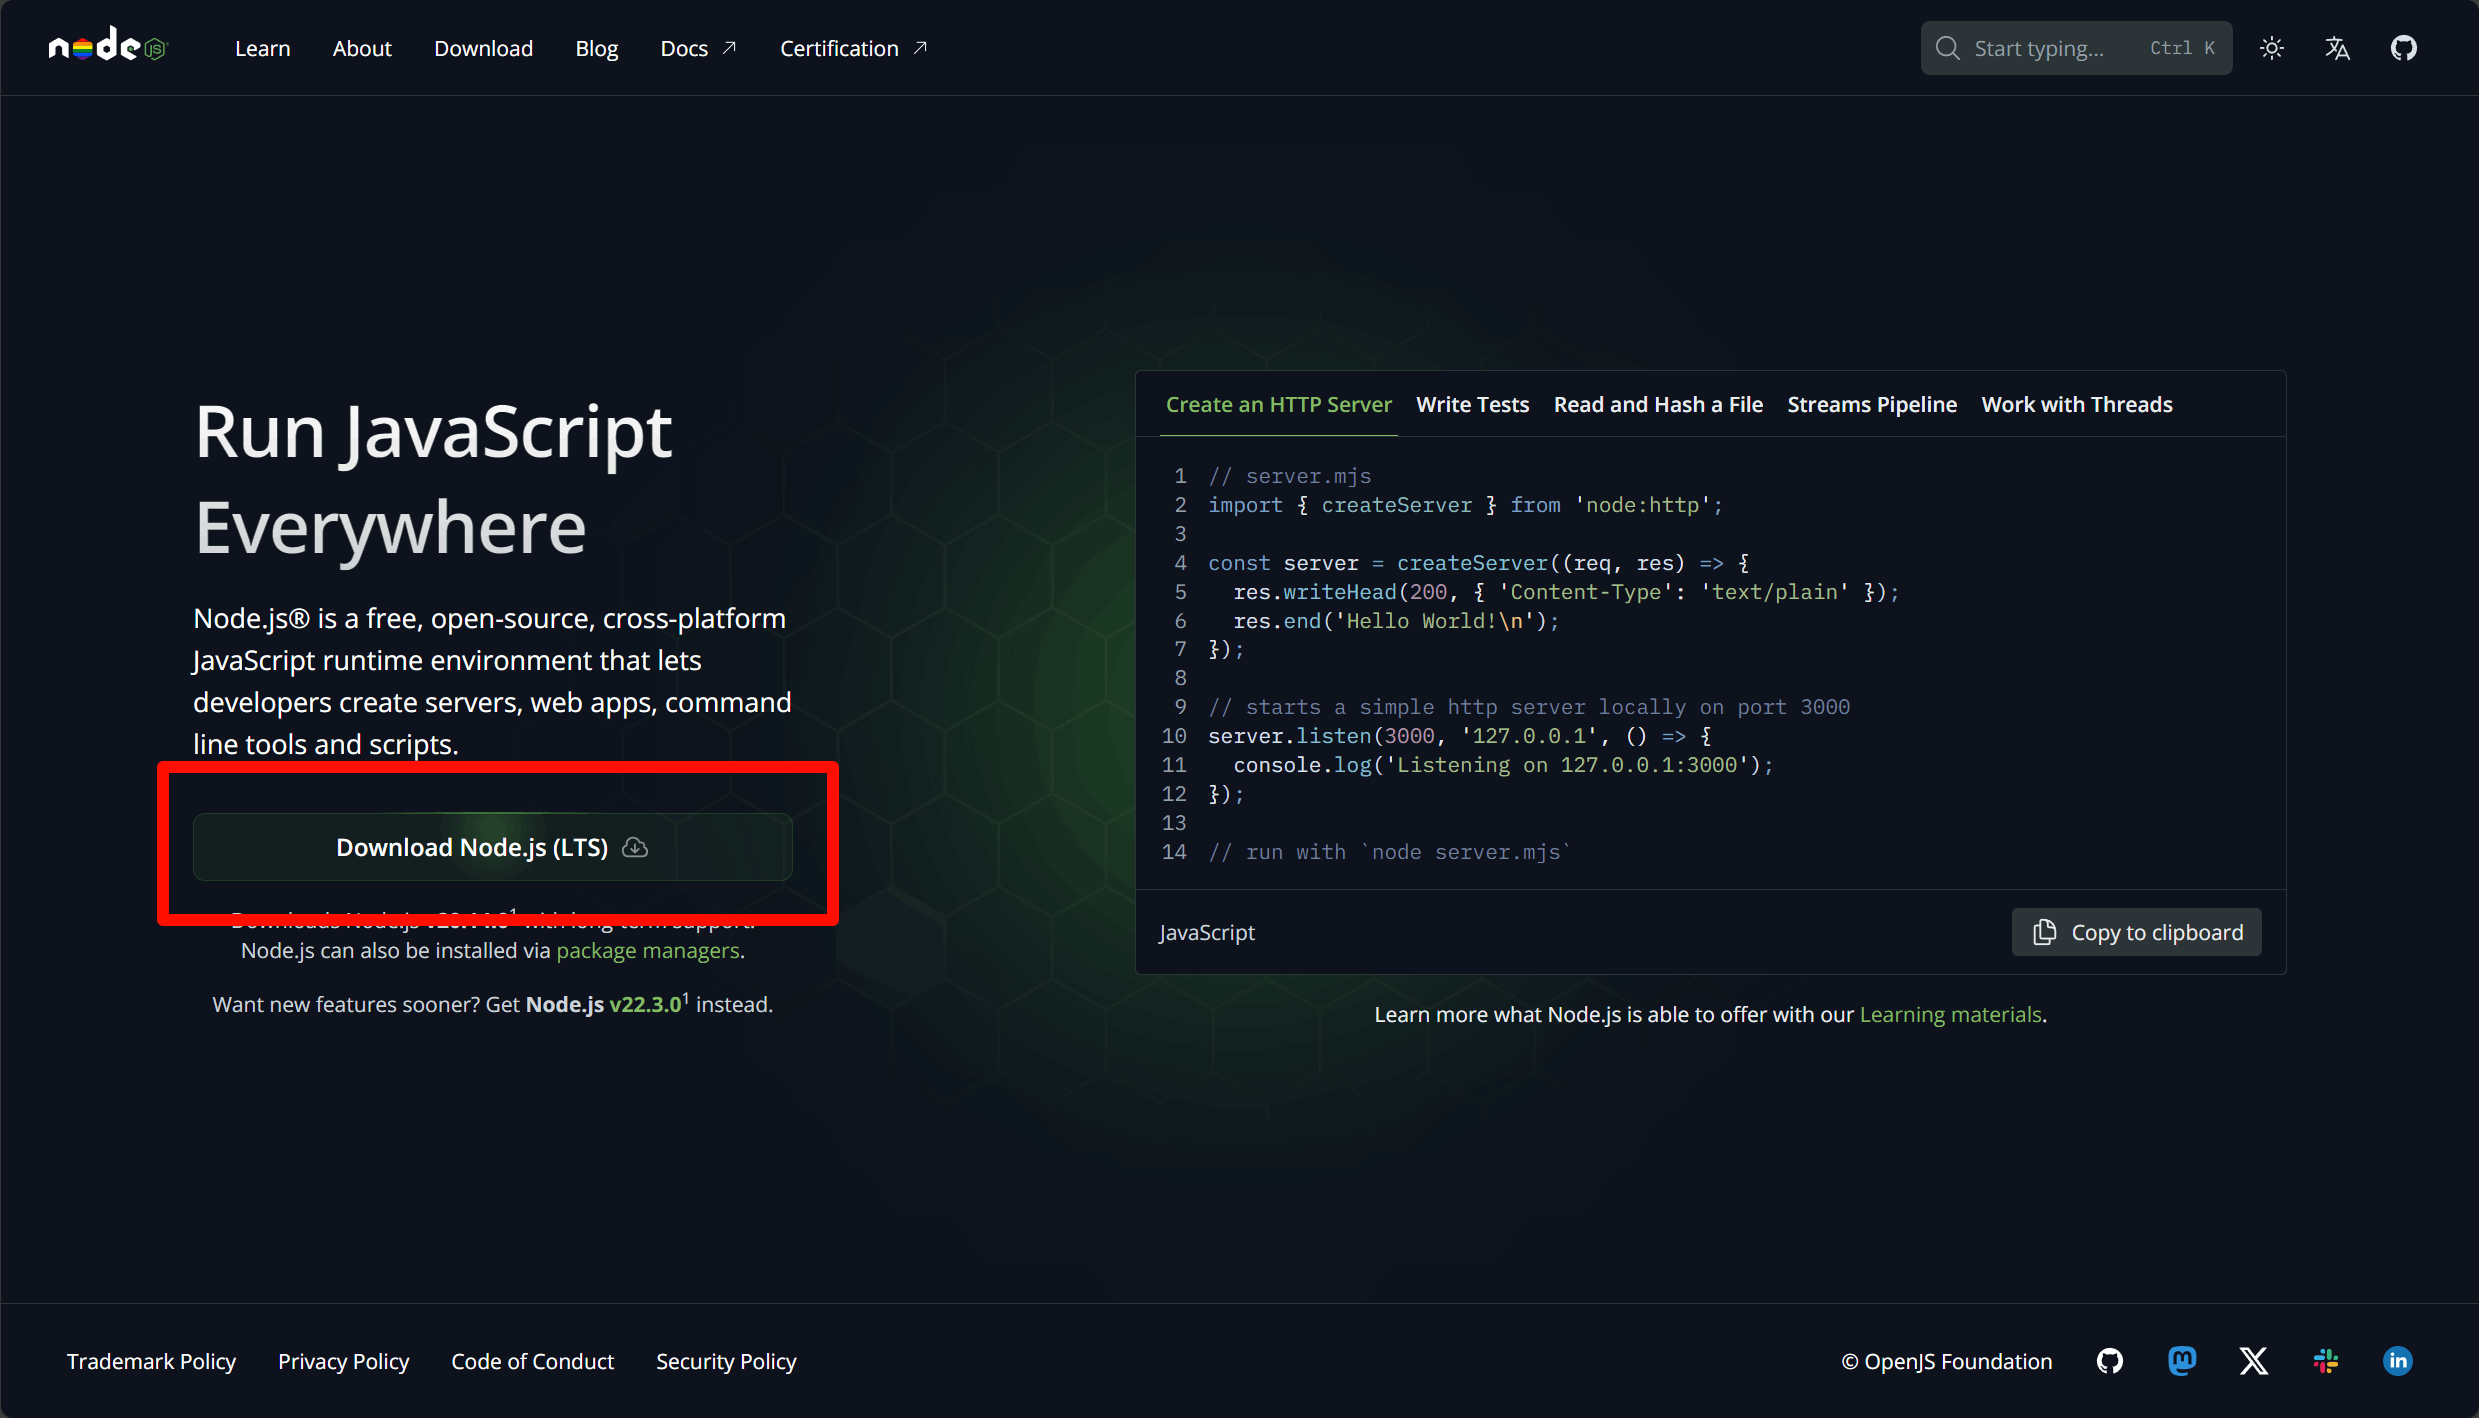 node JS
Learn About Download Blog Docs Certification
Start typing... Ctrl K
Run JavaScript
Everywhere
Node.js® is a free, open-source, cross-platform
JavaScript runtime environment that lets
developers create servers, web apps, command
line tools and scripts.
Download Node.js (LTS)
Node.js can also be installed via package managers.
Want new features sooner? Get Node.js v22.3.0¹ instead.
Create an HTTP Server Write Tests Read and Hash a File Streams Pipeline Work with Threads
1 // server.mjs
2 import { createServer } from 'node:http';
3
4 const server = createServer((req, res) => {
5 res.writeHead(200, { 'Content-Type': 'text/plain' });
6 res.end('Hello World!\n');
7 });
8
9 // starts a simple http server locally on port 3000
10 server.listen(3000, '127.0.0.1', () => {
11 console.log('Listening on 127.0.0.1:3000');
12 });
13
14 // run with `node server.mjs`
JavaScript
Copy to clipboard
Learn more what Node.js is able to offer with our Learning materials.
Trademark Policy Privacy Policy Code of Conduct Security Policy
© OpenJS Foundation
in